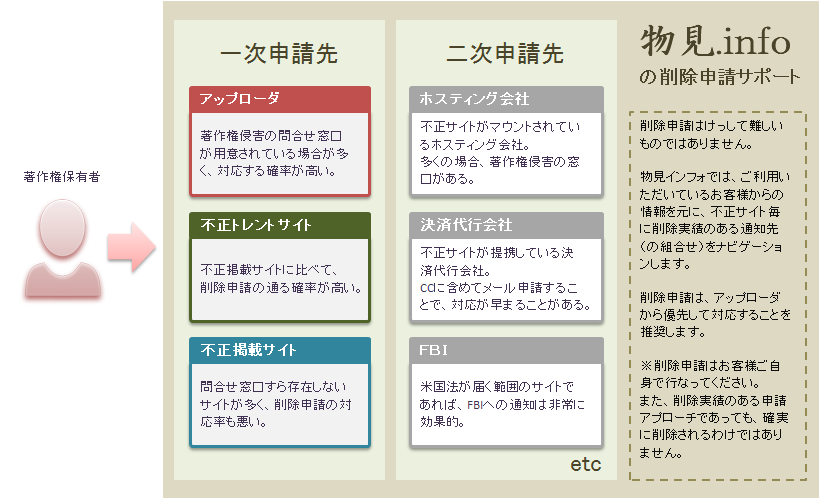 著作権保有者
一次申請先
アップローダ
著作権侵害の問合せ窓口
が用意されている場合が多
く、対応する確率が高い。
不正トレントサイト
不正掲載サイトに比べて、
削除申請の通る確率が高い。
不正掲載サイト
問合せ窓口すら存在しない
サイトが多く、削除申請の対
応率も悪い。
二次申請先
ホスティング会社
不正サイトがマウントされてい
るホスティング会社。
多くの場合、著作権侵害の窓
口がある。
決済代行会社
不正サイトが提携している決
済代行会社。
CCに含めてメール申請するこ
とで、対応が早まることがある。
FBI
米国法が届く範囲のサイトで
あれば、FBIへの通知は非常に
効果的。
etc
物見.info
の削除申請サポート
削除申請はけっして難しい
ものではありません。
物見インフォでは、ご利用い
ただいているお客様からの
情報を元に、不正サイト毎
に削除実績のある通知先
（の組合せ）をナビゲーショ
ンします。
削除申請は、アップローダ
から優先して対応することを
推奨します。
※削除申請はお客様ご自
身で行なってください。
また、削除実績のある申請
アプローチであっても、確実
に削除されるわけではあり
ません。